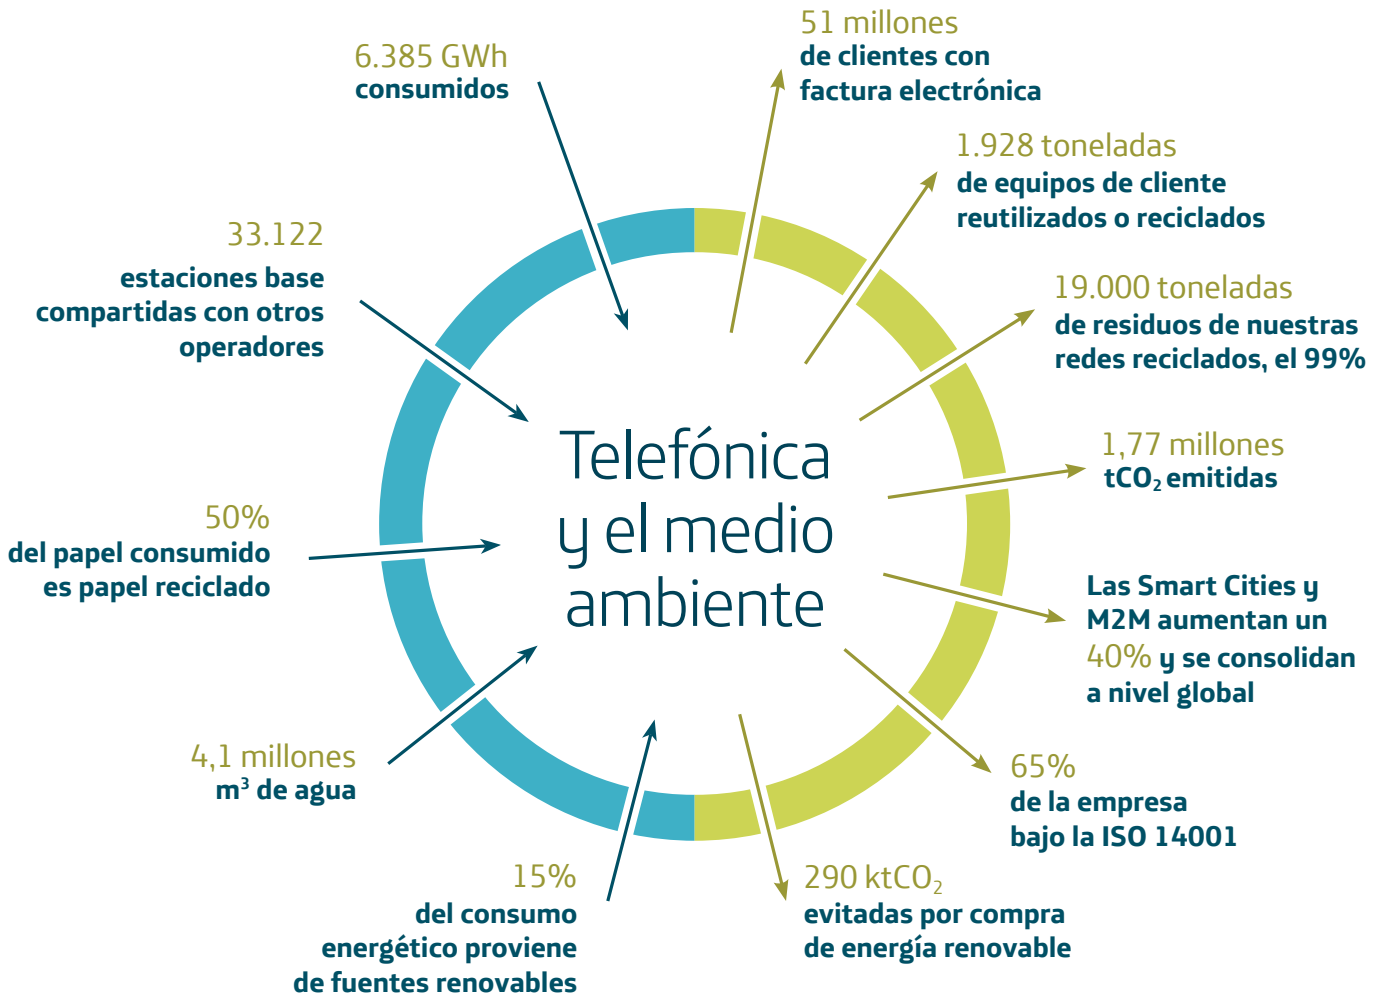 6.385 GWh
consumidos
33.122
estaciones base
compartidas con otros
operadores
50%
del papel consumido
es papel reciclado
4,1 millones
m³ de agua
15%
del consumo
energético proviene
de fuentes renovables
Telefónica
y el medio
ambiente
51 millones
de clientes con
factura electrónica
1.928 toneladas
de equipos de cliente
reutilizados o reciclados
19.000 toneladas
de residuos de nuestras
redes reciclados, el 99%
1,77 millones
tCO₂ emitidas
Las Smart Cities y
M2M aumentan un
40% y se consolidan
a nivel global
65%
de la empresa
bajo la ISO 14001
290 ktCO₂
evitadas por compra
de energía renovable